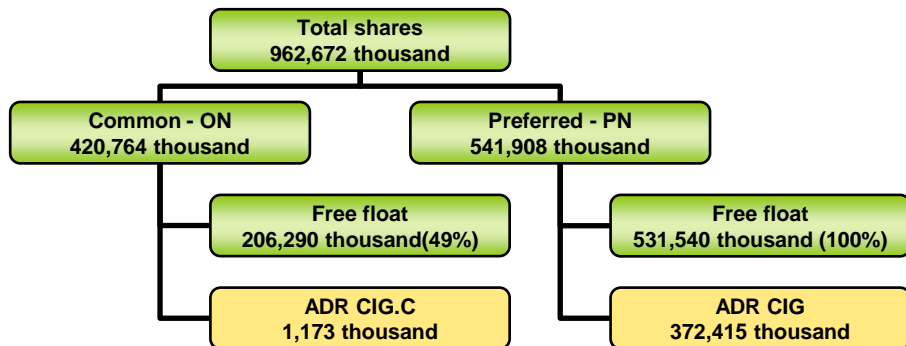 Total shares
962,672 thousand
Common - ON
420,764 thousand
Preferred - PN
541,908 thousand
Free float
206,290 thousand(49%)
Free float
531,540 thousand (100%)
ADR CIG.C
1,173 thousand
ADR CIG
372,415 thousand